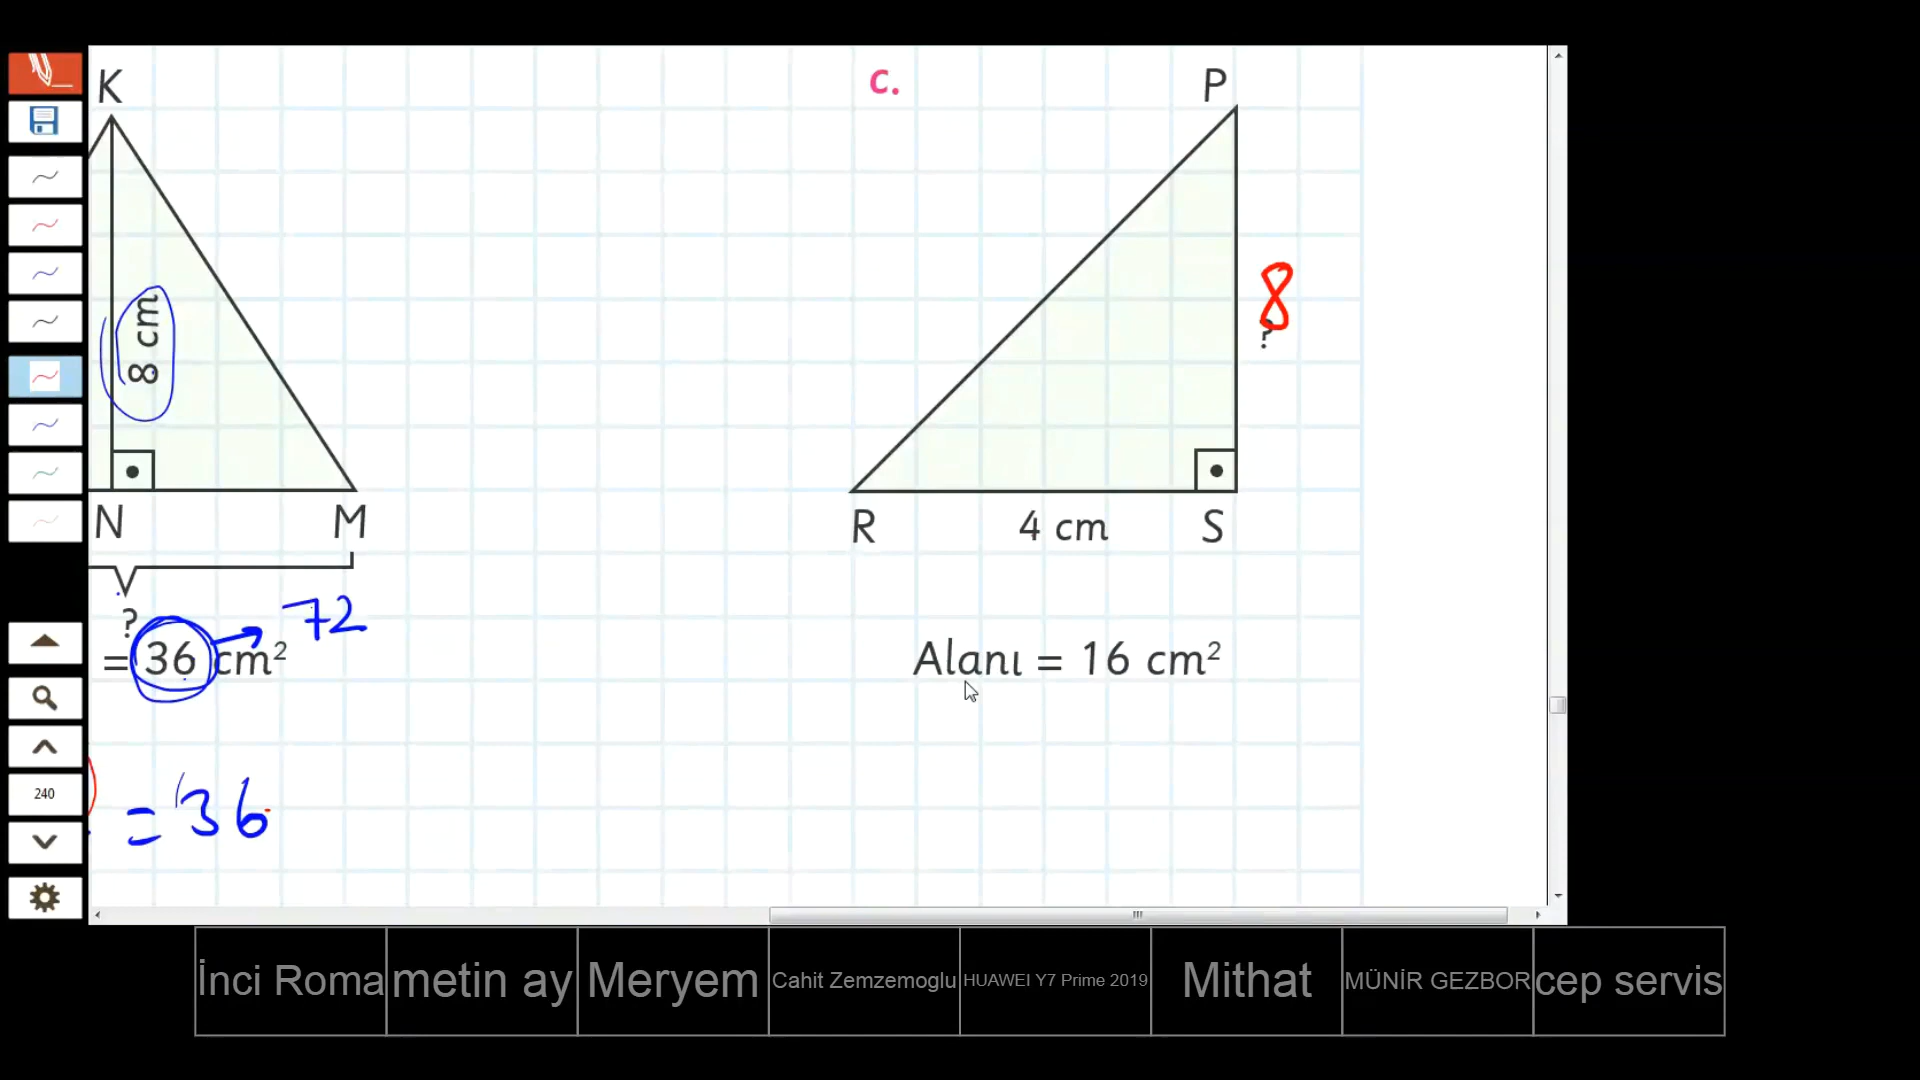 K
c.
P
8 cm
8
?
N
M
R
4 cm
S
?
72
= 36 cm²
Alanı = 16 cm²
240
= 36
İnci Roma
metin ay
Meryem
Cahit Zemzemoglu
HUAWEI Y7 Prime 2019
Mithat
MÜNİR GEZBOR
cep servis